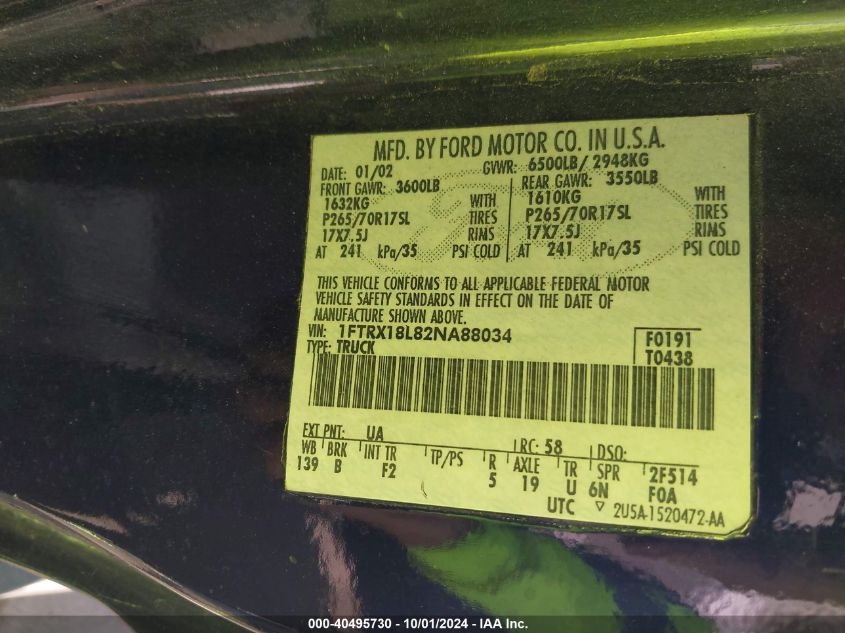 MFD. BY FORD MOTOR CO. IN U.S.A.
DATE: 01/02 GVWR: 6500LB/ 2948KG
FRONT GAWR: 3600LB REAR GAWR: 3550LB
1632KG WITH 1610KG WITH
P265/70R17SL TIRES P265/70R17SL TIRES
17X7.5J RIMS 17X7.5J RIMS
AT 241 kPa/35 PSI COLD AT 241 kPa/35 PSI COLD
THIS VEHICLE CONFORMS TO ALL APPLICABLE FEDERAL MOTOR
VEHICLE SAFETY STANDARDS IN EFFECT ON THE DATE OF
MANUFACTURE SHOWN ABOVE.
VIN: 1FTRX18L82NA88034 F0191
TYPE: TRUCK T0438
EXT PNT: UA RC: 58 DSO:
WB BRK INT TR TP/PS R AXLE TR SPR 2F514
139 B F2 5 19 U 6N F0A
UTC ▽ 2U5A-1520472-AA
000-40495730 - 10/01/2024 - IAA Inc.